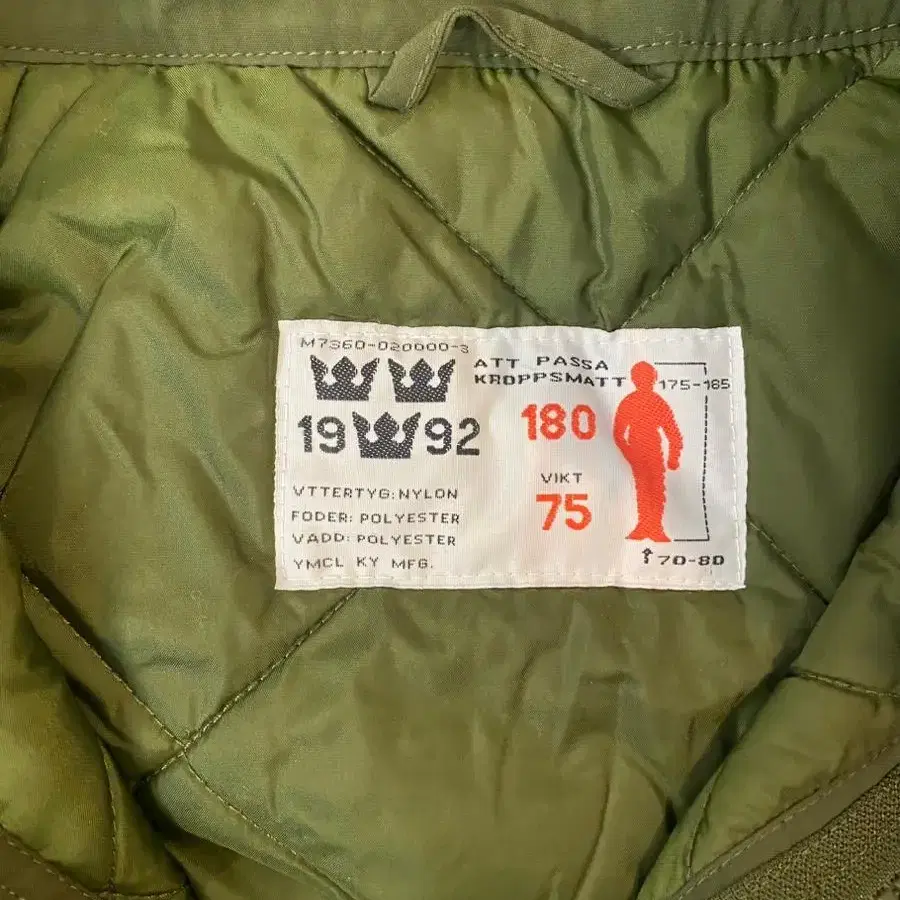 M7360-020000-3
19 92
VTTERTYG: NYLON
FODER: POLYESTER
VADD: POLYESTER
YMCL KY MFG.
ATT PASSA
KROPPSMATT
180
VIKT
75
175-185
70-80